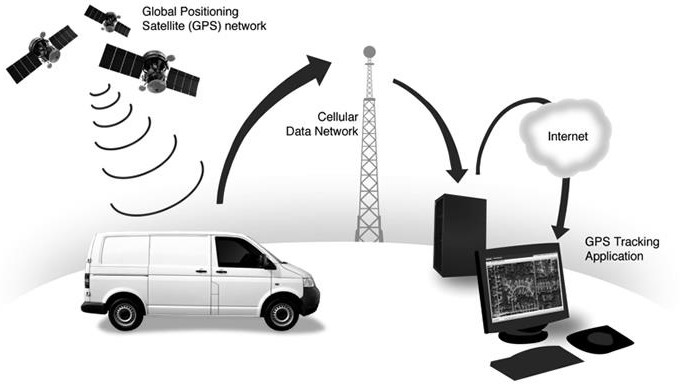 Global Positioning
Satellite (GPS) network
Cellular
Data Network
Internet
GPS Tracking
Application